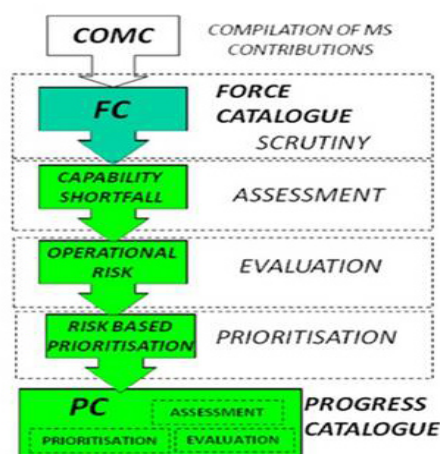 COMC
COMPILATION OF MS
CONTRIBUTIONS
FC
FORCE
CATALOGUE
SCRUTINY
CAPABILITY
SHORTFALL
ASSESSMENT
OPERATIONAL
RISK
EVALUATION
RISK BASED
PRIORITISATION
PRIORITISATION
PC
ASSESSMENT
PRIORITISATION
EVALUATION
PROGRESS
CATALOGUE